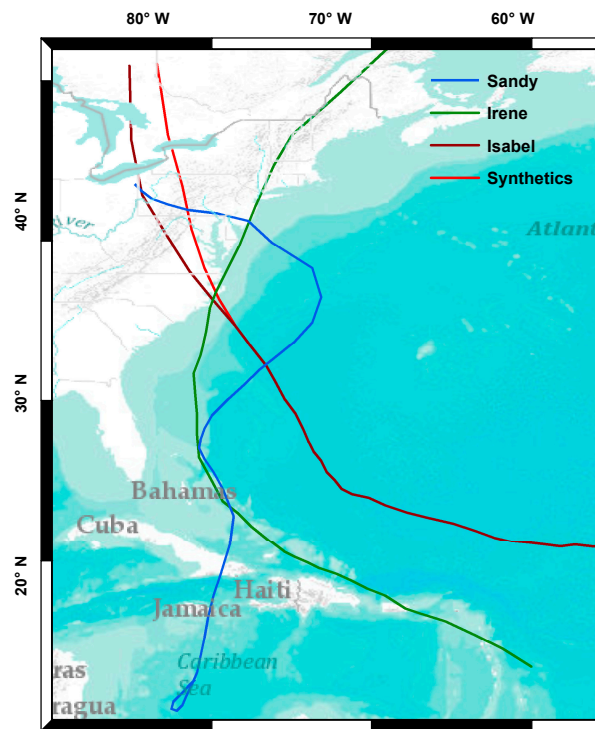 80° W 70° W 60° W
Sandy
Irene
Isabel
Synthetics
40° N
iver
Atlant
30° N
Bahamas
Cuba
20° N
Haiti
Jamaica
Caribbean
Sea
ras
ragua